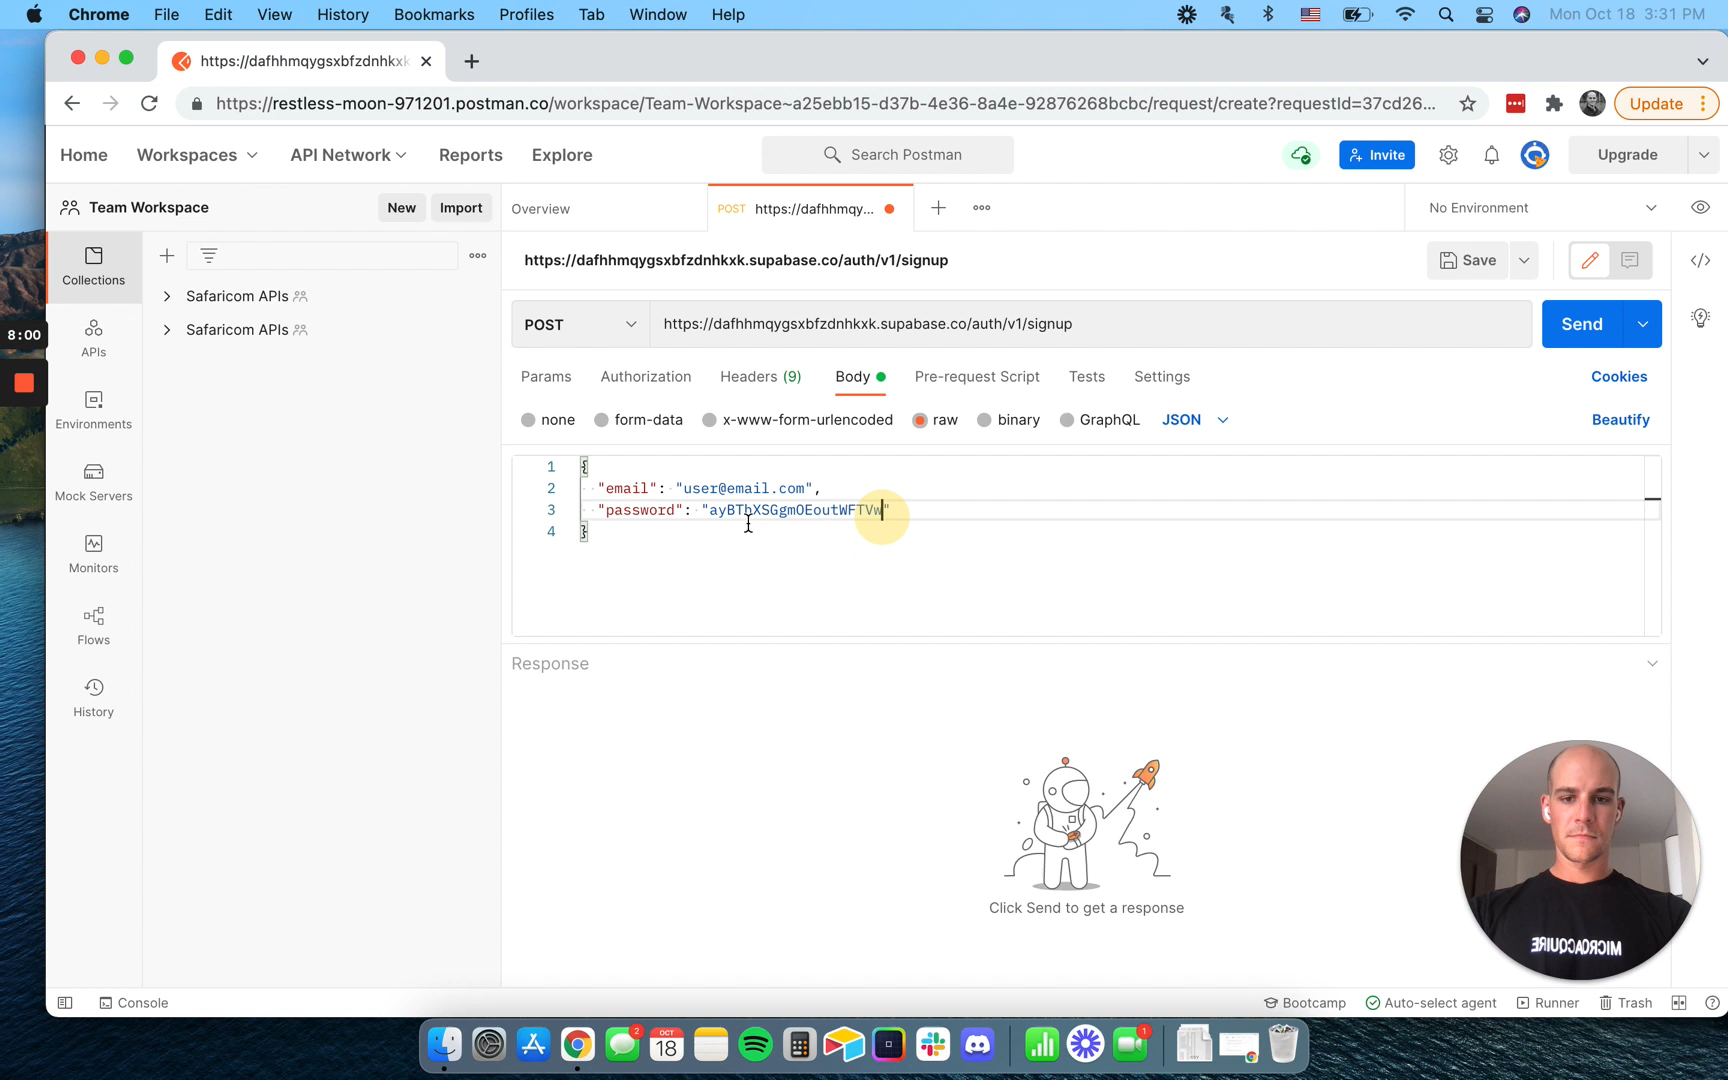 Chrome File Edit View History Bookmarks Profiles Tab Window Help Mon Oct 18 3:31 PM
https://dafhhmqygsxbfzdnhkxk
https://restless-moon-971201.postman.co/workspace/Team-Workspace~a25ebb15-d37b-4e36-8a4e-92876268bcbc/request/create?requestId=37cd26... Update
Home Workspaces API Network Reports Explore Search Postman Invite Upgrade
Team Workspace New Import Overview POST https://dafhhmqy... No Environment
Collections
Safaricom APIs
Safaricom APIs
8:00
APIs
Environments
Mock Servers
Monitors
Flows
History
https://dafhhmqygsxbfzdnhkxk.supabase.co/auth/v1/signup Save
POST https://dafhhmqygsxbfzdnhkxk.supabase.co/auth/v1/signup Send
Params Authorization Headers (9) Body Pre-request Script Tests Settings Cookies
none form-data x-www-form-urlencoded raw binary GraphQL JSON Beautify
1 {
2 "email": "user@email.com",
3 "password": "ayBTbXSGgmOEoutWFTVw"
4 }
Response
Click Send to get a response
MICROACQUIRE
Console Bootcamp Auto-select agent Runner Trash
2 OCT 18 1